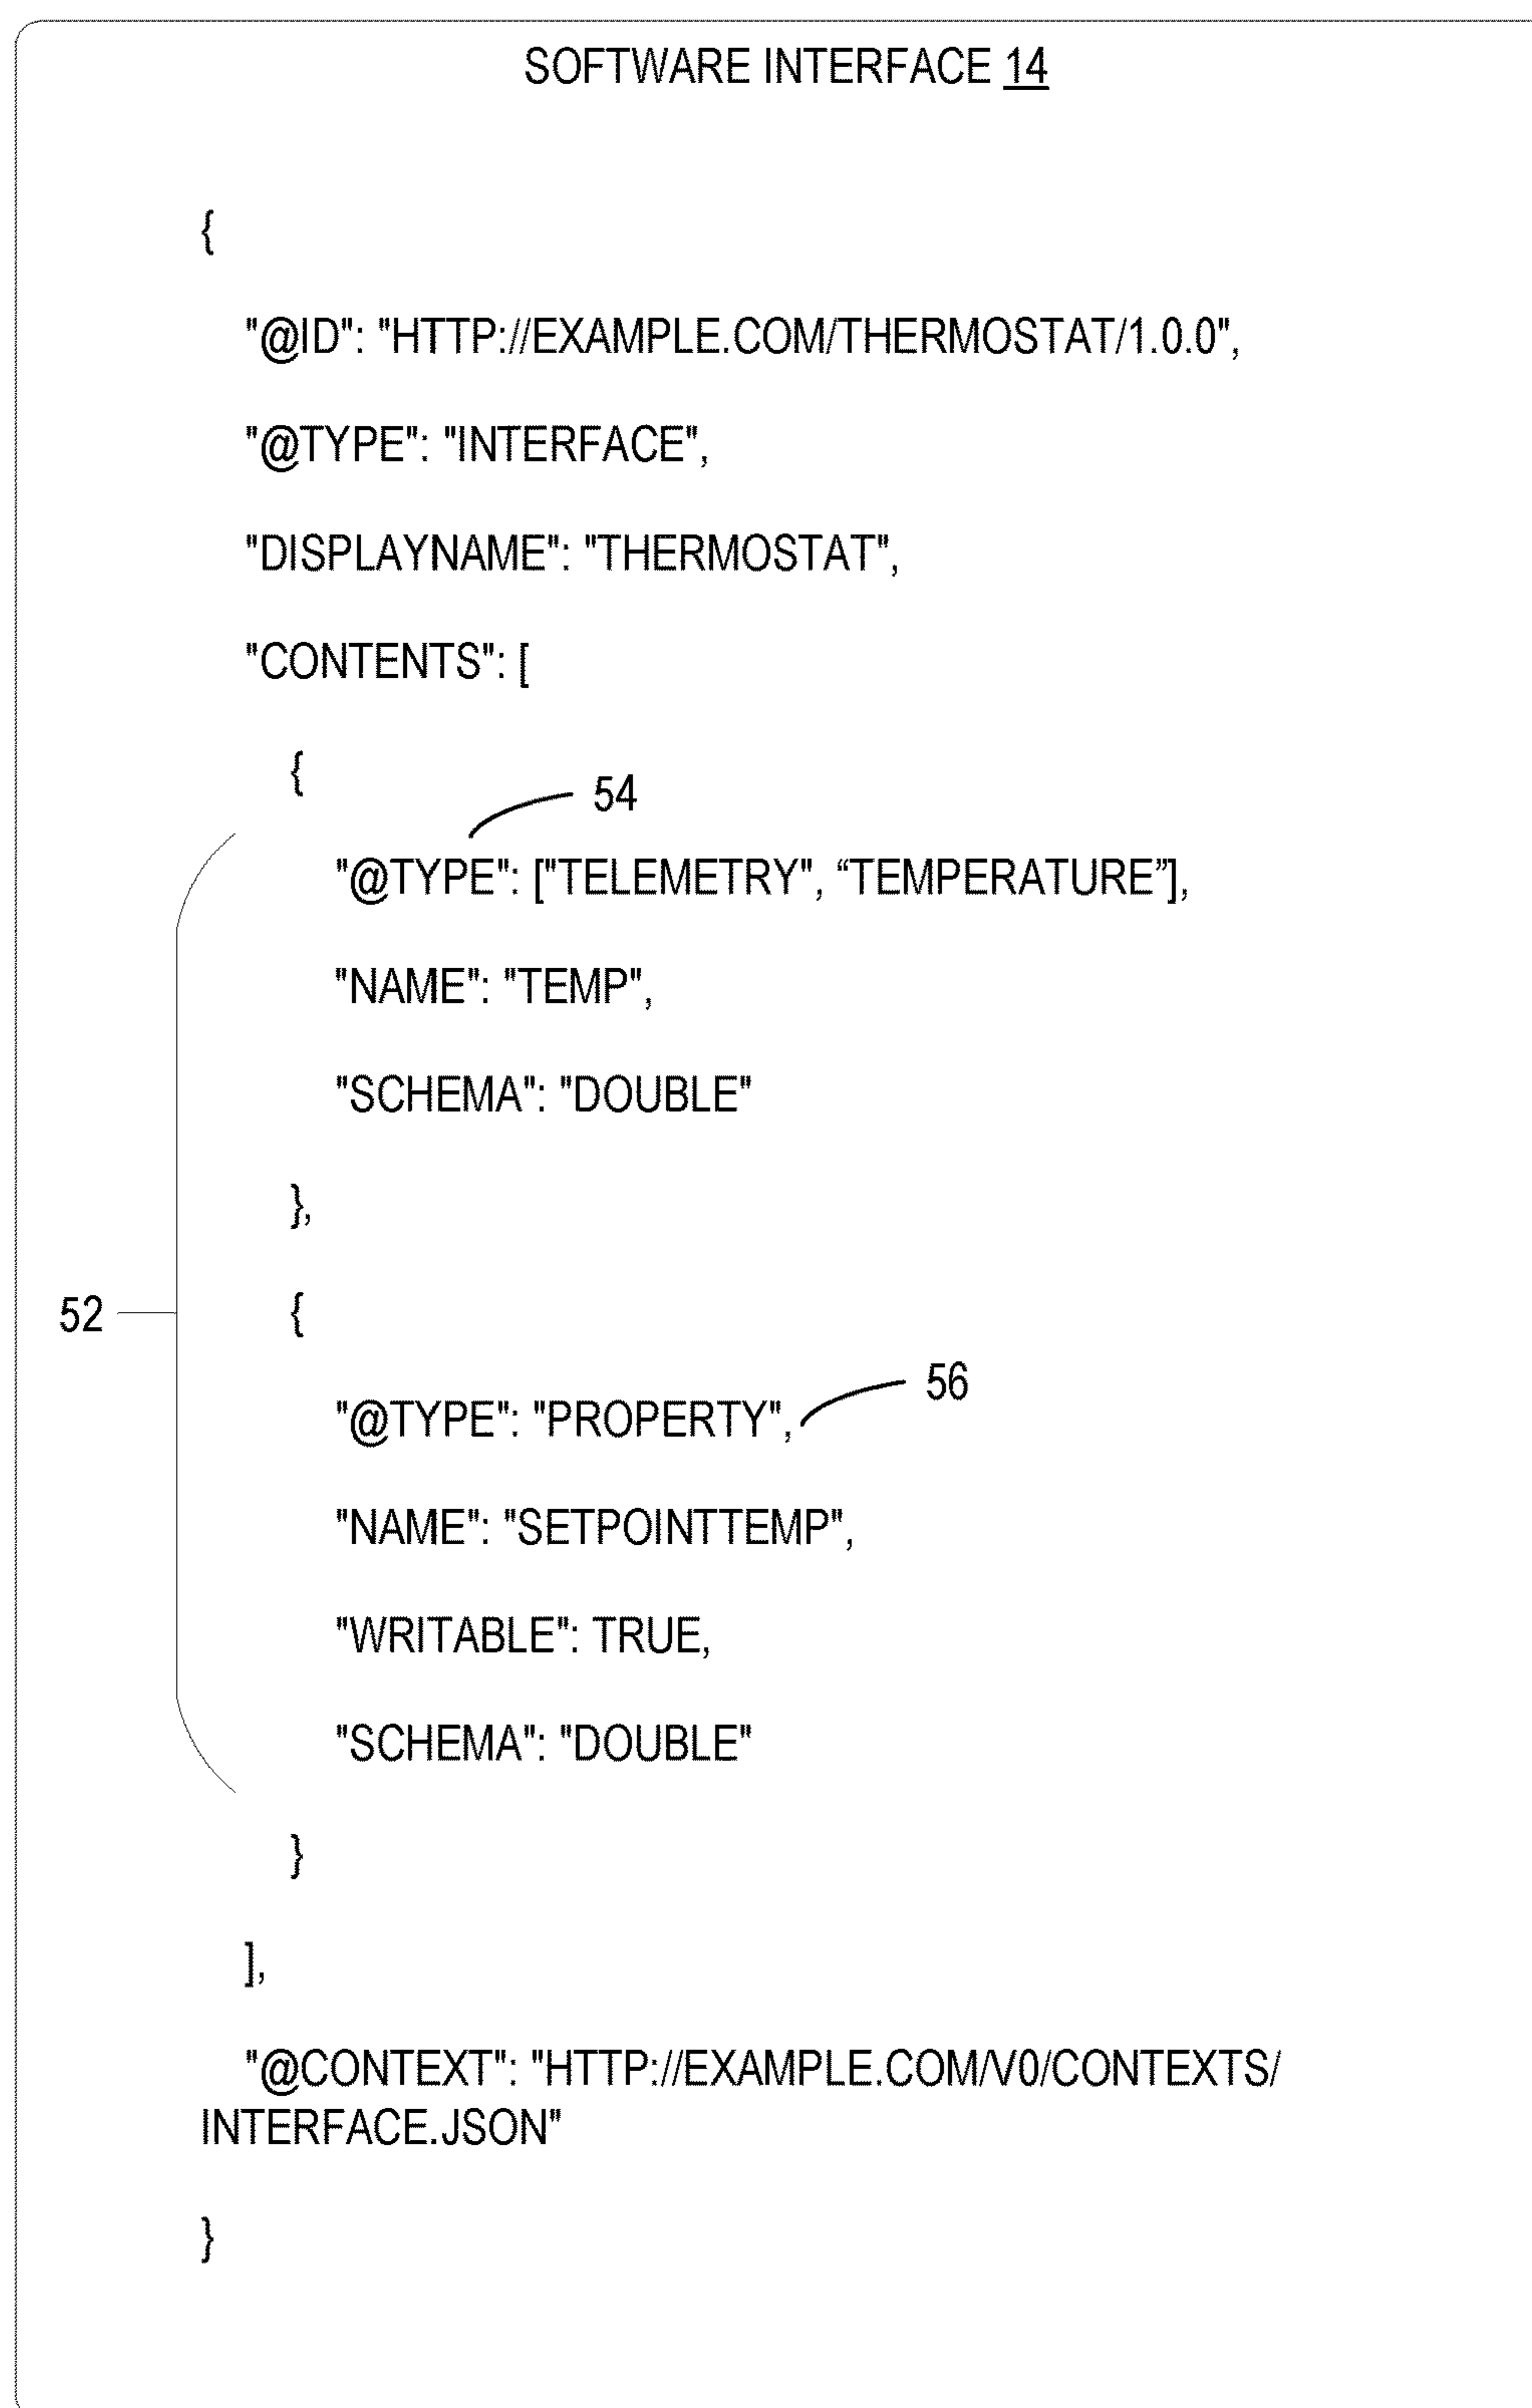 SOFTWARE INTERFACE 14
{
"@ID": "HTTP://EXAMPLE.COM/THERMOSTAT/1.0.0",
"@TYPE": "INTERFACE",
"DISPLAYNAME": "THERMOSTAT",
"CONTENTS": [
{
54
"@TYPE": ["TELEMETRY", “TEMPERATURE”],
"NAME": "TEMP",
"SCHEMA": "DOUBLE"
},
52
{
56
"@TYPE": "PROPERTY",
"NAME": "SETPOINTTEMP",
"WRITABLE": TRUE,
"SCHEMA": "DOUBLE"
}
],
"@CONTEXT": "HTTP://EXAMPLE.COM/V0/CONTEXTS/
INTERFACE.JSON"
}